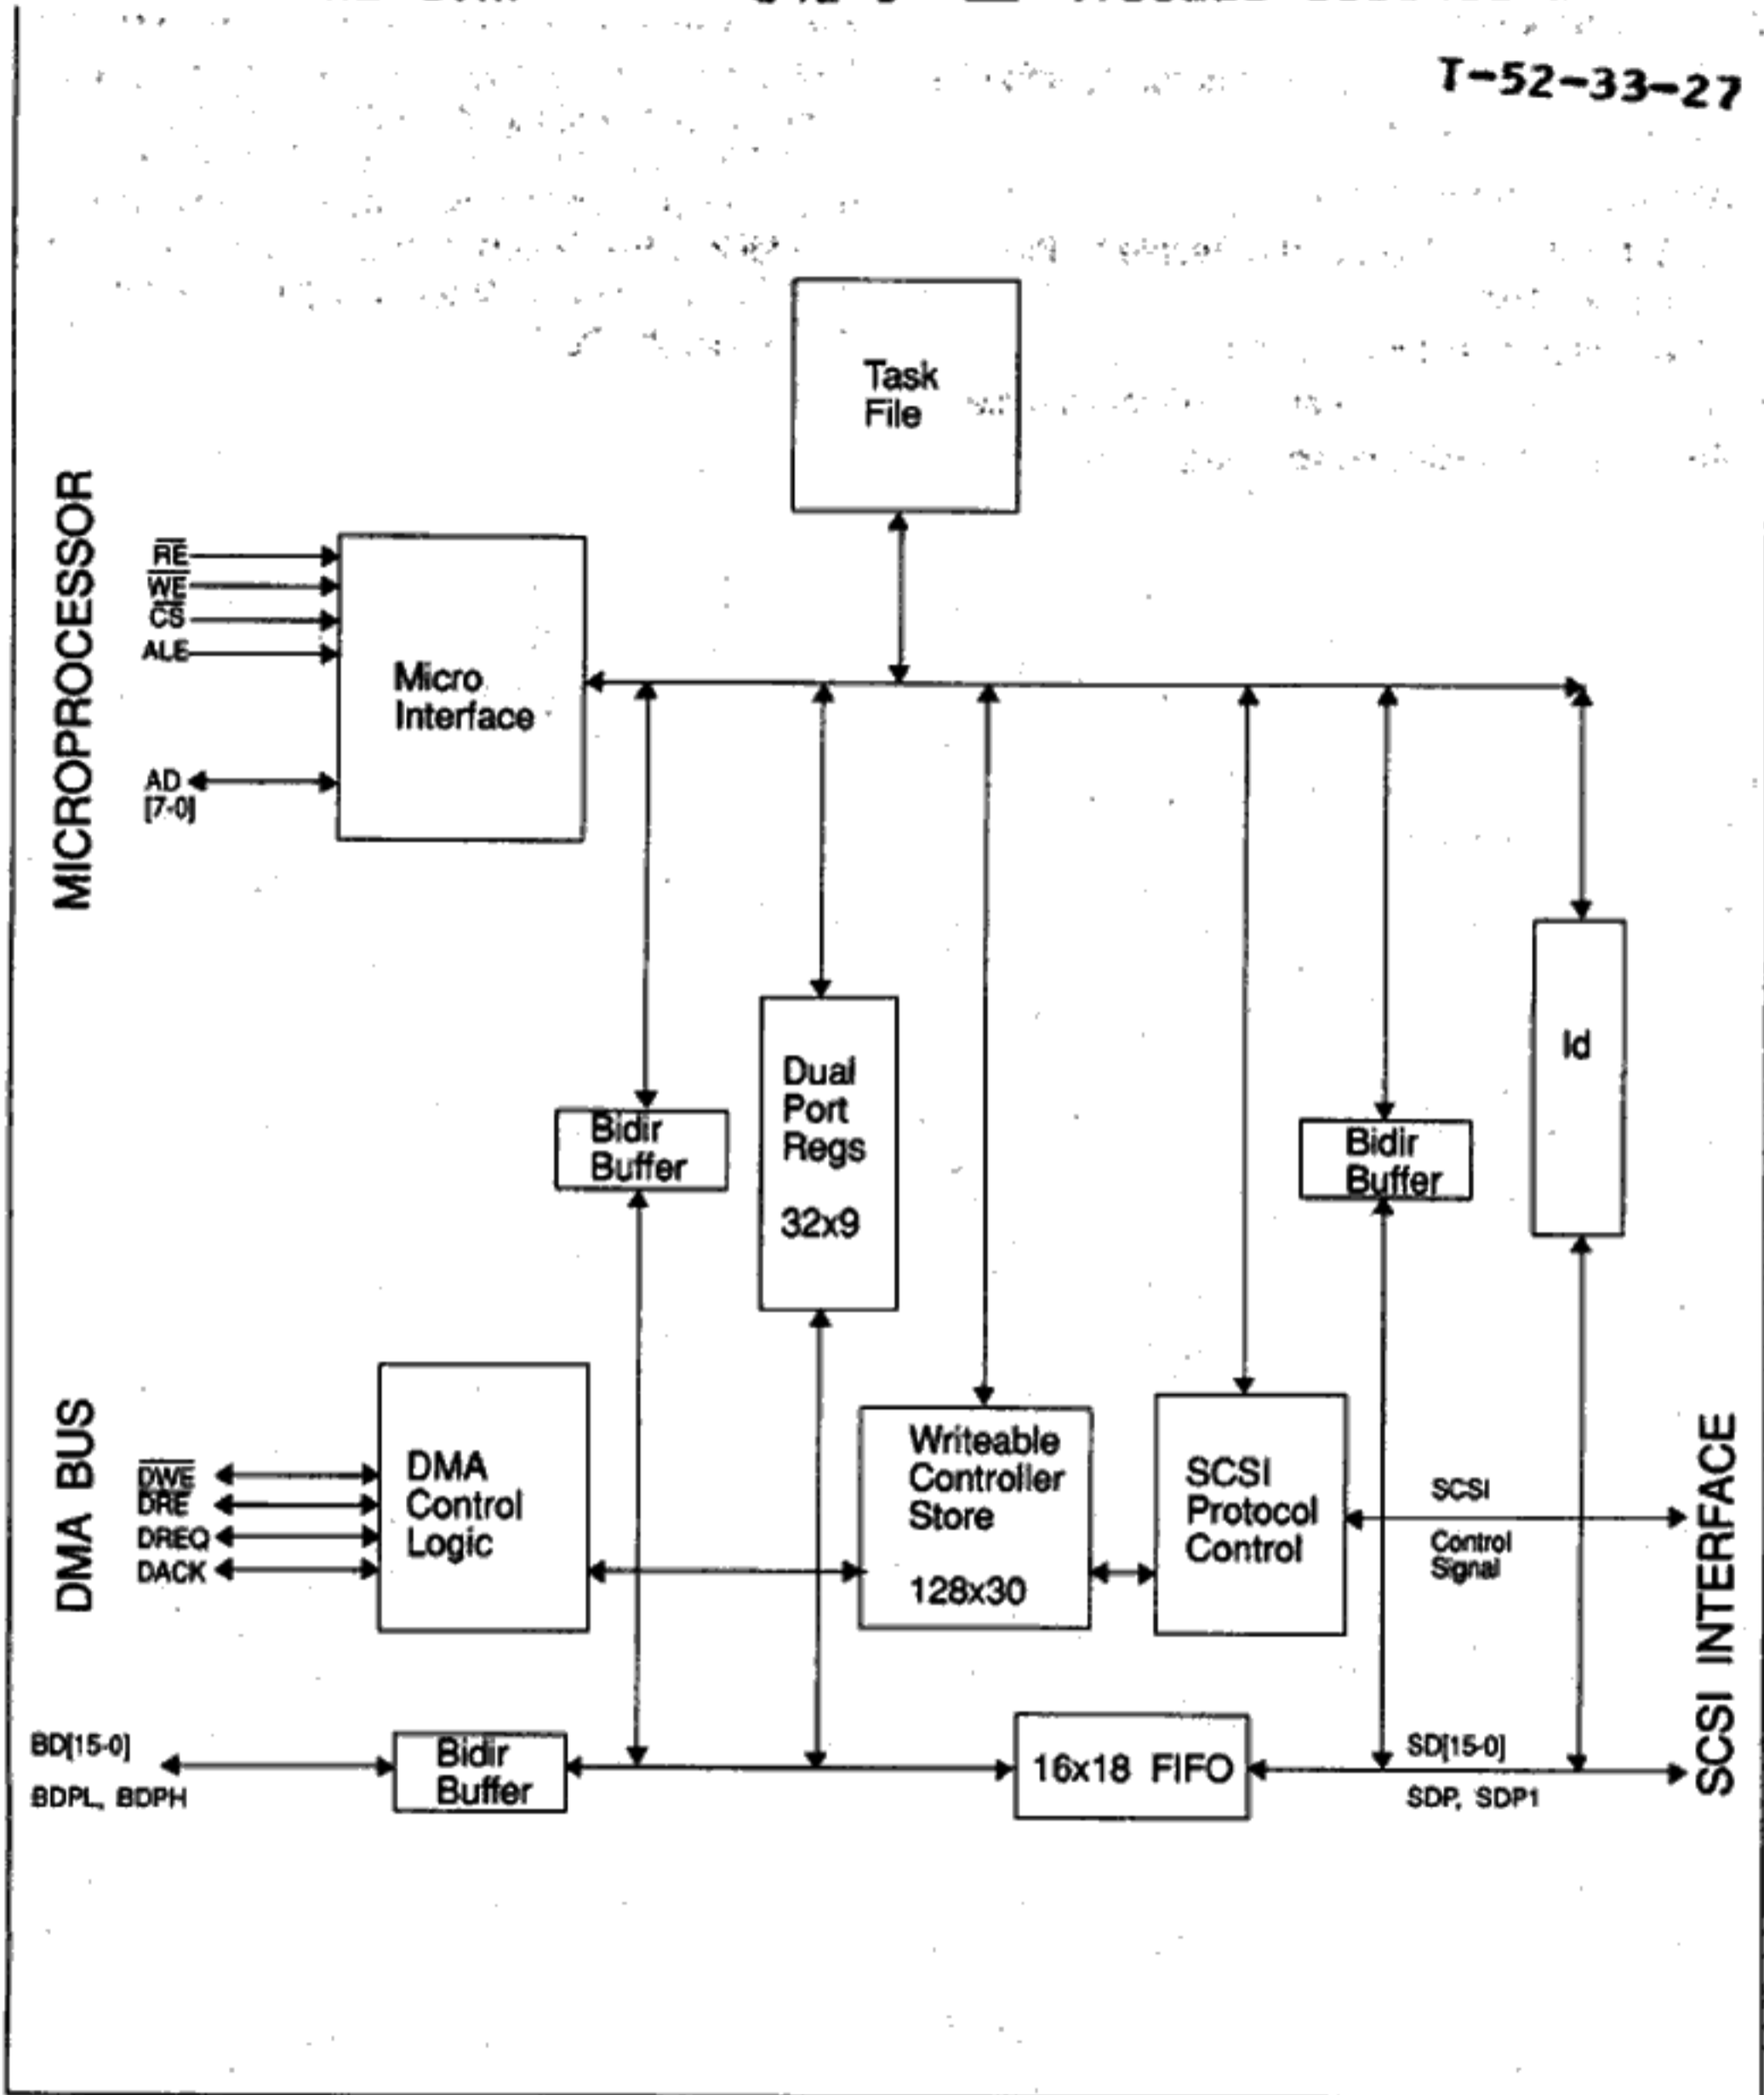 T-52-33-27
Task
File
MICROPROCESSOR
RE
WE
CS
ALE
AD
[7-0]
Micro
Interface
Id
Dual
Port
Regs
32x9
Bidir
Buffer
Bidir
Buffer
DMA BUS
DWE
DRE
DREQ
DACK
DMA
Control
Logic
Writeable
Controller
Store
128x30
SCSI
Protocol
Control
SCSI
Control
Signal
SCSI INTERFACE
BD[15-0]
BDPL, BDPH
Bidir
Buffer
16x18 FIFO
SD[15-0]
SDP, SDP1